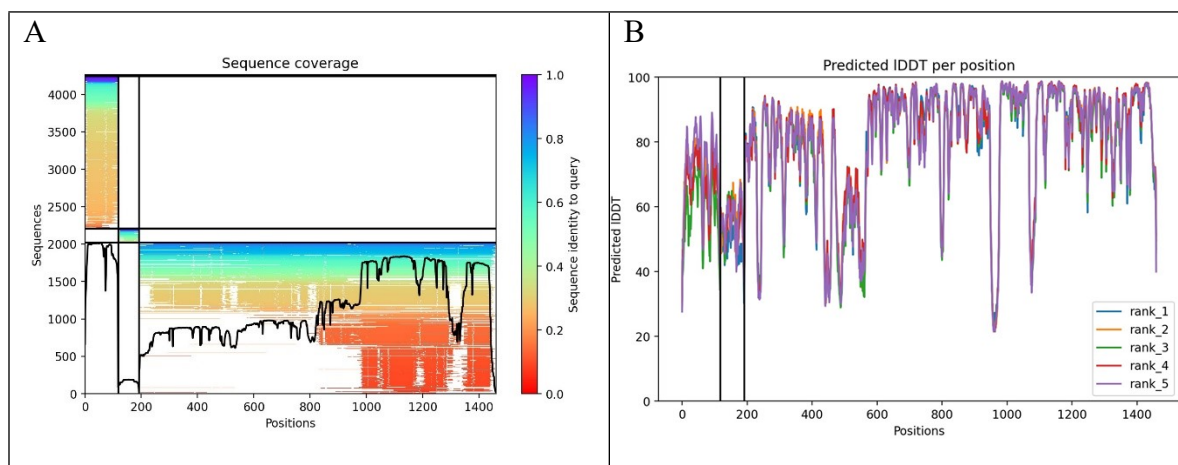 A
Sequence coverage
Sequences
4000
3500
3000
2500
2000
1500
1000
500
0
0 200 400 600 800 1000 1200 1400
Positions
1.0
0.8
0.6
0.4
0.2
0.0
Sequence identity to query
B
Predicted lDDT per position
Predicted lDDT
100
80
60
40
20
0
0 200 400 600 800 1000 1200 1400
Positions
rank_1
rank_2
rank_3
rank_4
rank_5